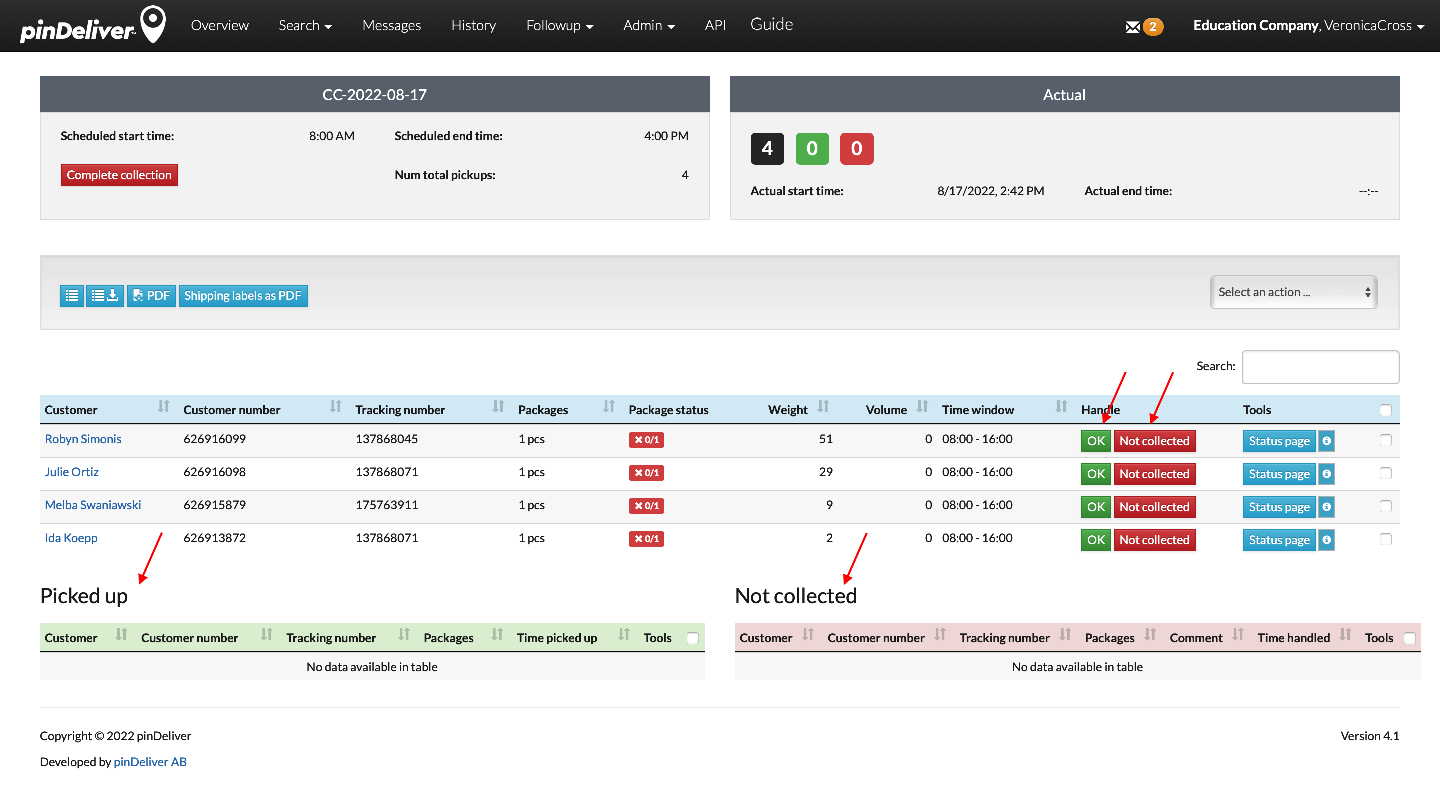 pinDeliver Overview Search Messages History Followup Admin API Guide 2 Education Company, VeronicaCross
CC-2022-08-17
Scheduled start time: 8:00 AM Scheduled end time: 4:00 PM
Complete collection Num total pickups: 4
Actual
4 0 0
Actual start time: 8/17/2022, 2:42 PM Actual end time: --:--
PDF Shipping labels as PDF Select an action ...
Search:
Customer Customer number Tracking number Packages Package status Weight Volume Time window Handle Tools
Robyn Simonis 626916099 137868045 1 pcs 0/1 51 0 08:00 - 16:00 OK Not collected Status page
Julie Ortiz 626916098 137868071 1 pcs 0/1 29 0 08:00 - 16:00 OK Not collected Status page
Melba Swaniawski 626915879 175763911 1 pcs 0/1 9 0 08:00 - 16:00 OK Not collected Status page
Ida Koepp 626913872 137868071 1 pcs 0/1 2 0 08:00 - 16:00 OK Not collected Status page
Picked up
Customer Customer number Tracking number Packages Time picked up Tools
No data available in table
Not collected
Customer Customer number Tracking number Packages Comment Time handled Tools
No data available in table
Copyright © 2022 pinDeliver Version 4.1
Developed by pinDeliver AB